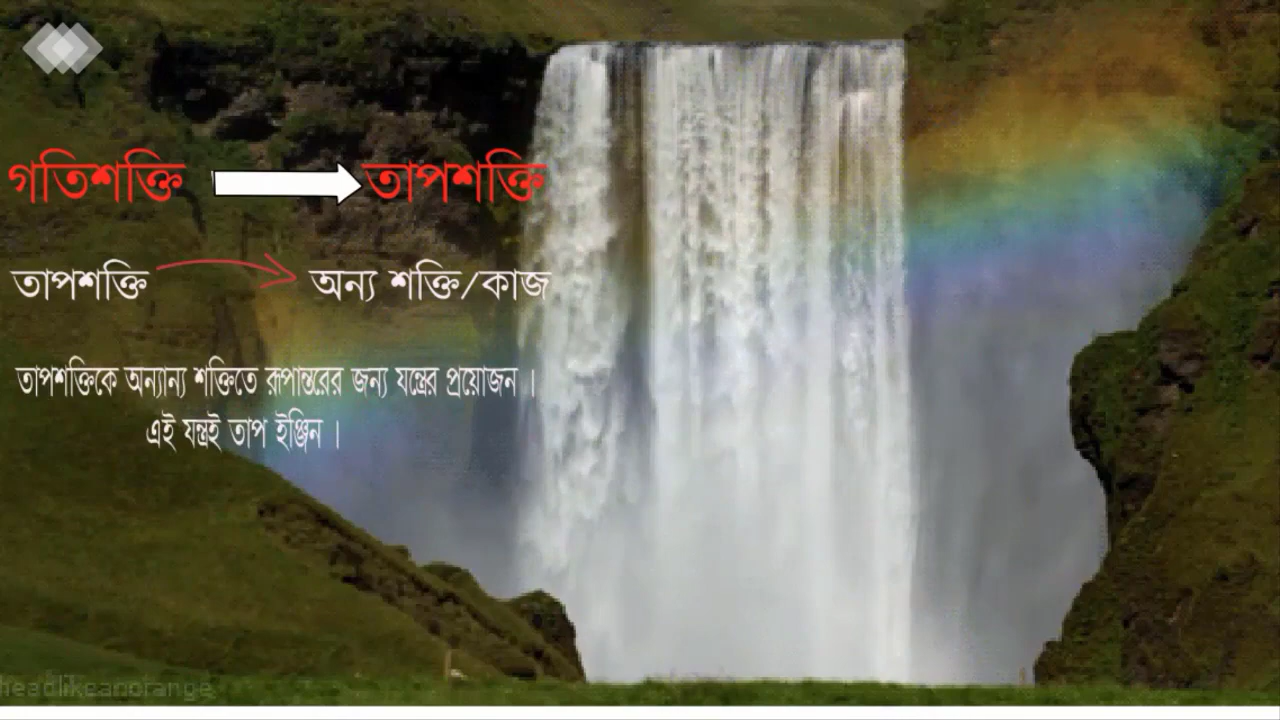 গতিশক্তি তাপশক্তি
তাপশক্তি অন্য শক্তি/কাজ
তাপশক্তিকে অন্যান্য শক্তিতে রূপান্তরের জন্য যন্ত্রের প্রয়োজন ।
এই যন্ত্রই তাপ ইঞ্জিন ।
headlikeanorange